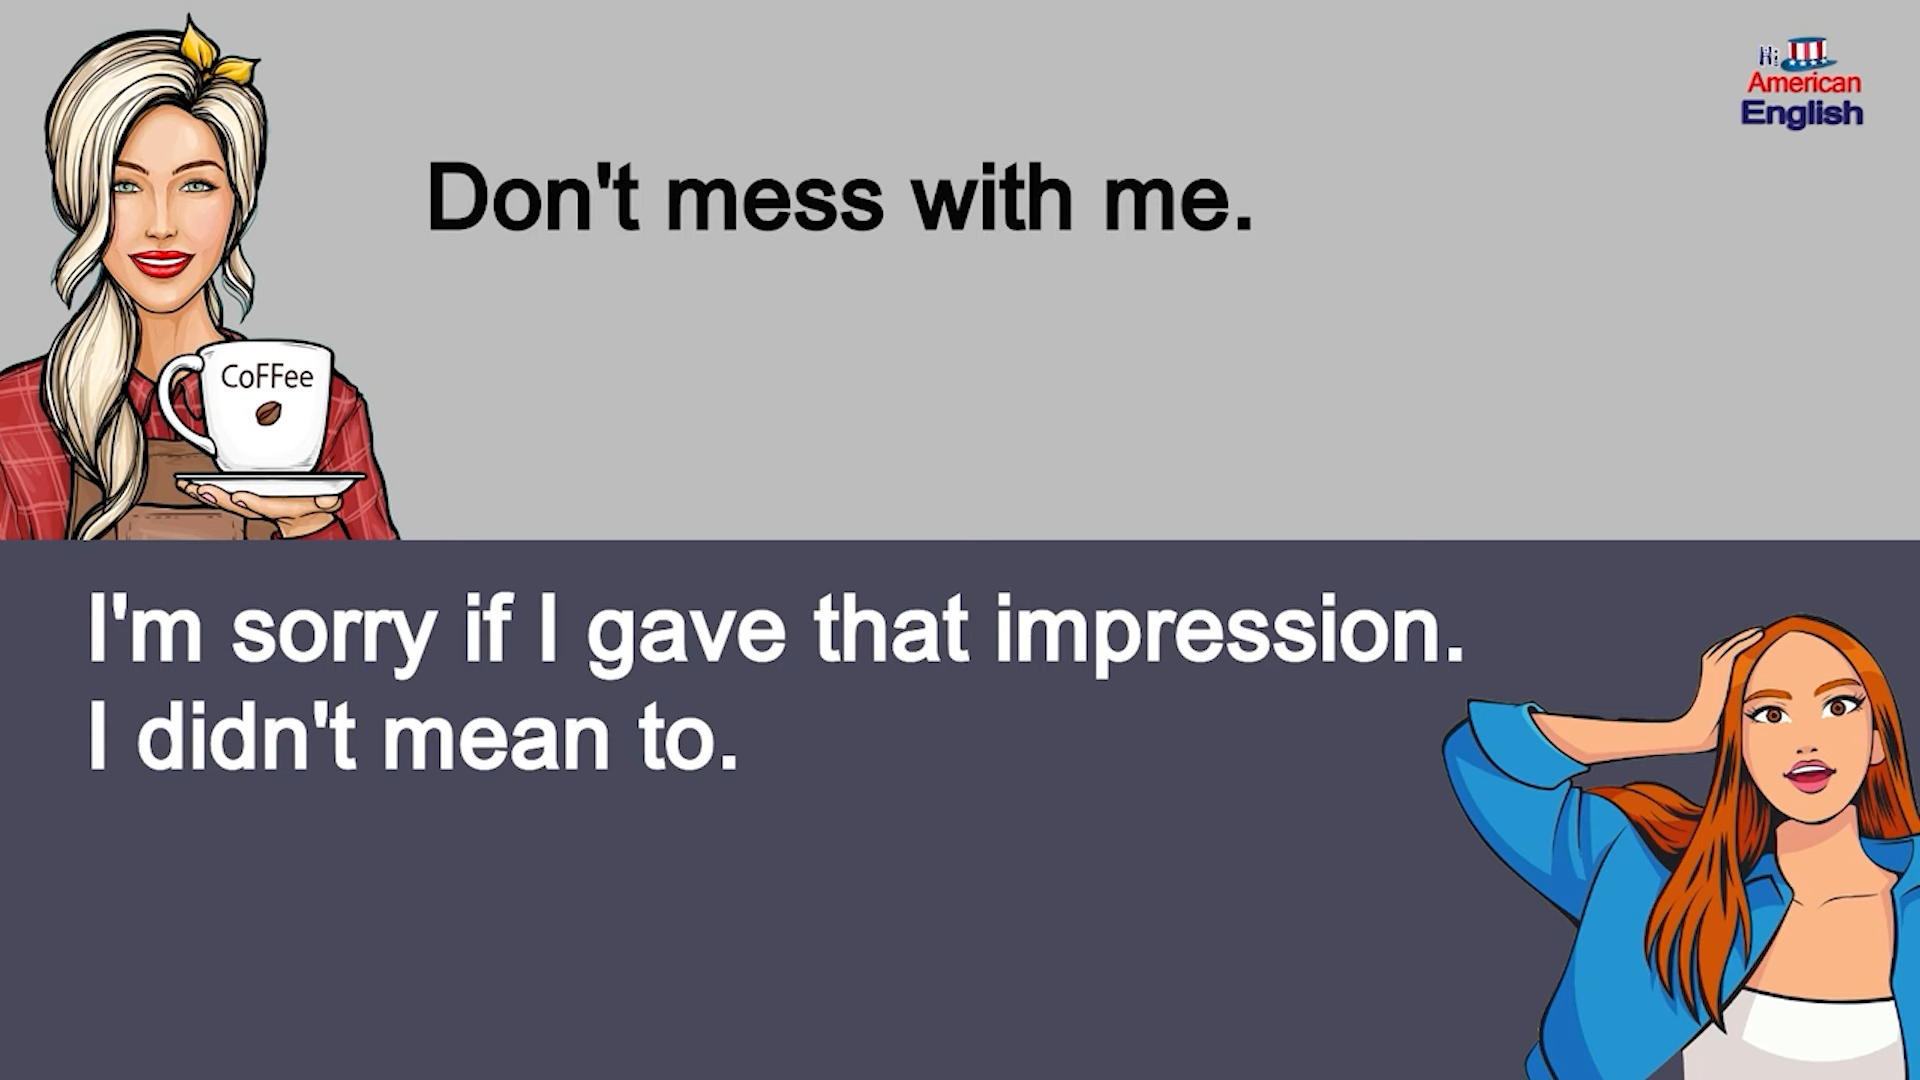 Hi
American
English
Don't mess with me.
CoFFee
I'm sorry if I gave that impression.
I didn't mean to.